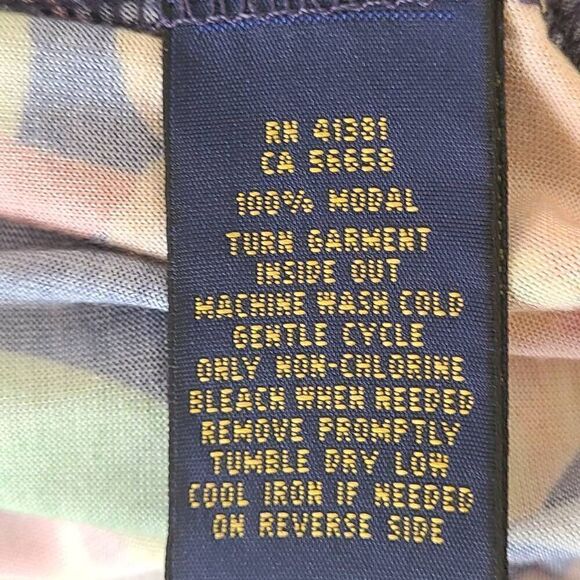 RN 41381
CA 56658
100% MODAL
TURN GARMENT
INSIDE OUT
MACHINE WASH COLD
GENTLE CYCLE
ONLY NON-CHLORINE
BLEACH WHEN NEEDED
REMOVE PROMPTLY
TUMBLE DRY LOW
COOL IRON IF NEEDED
ON REVERSE SIDE